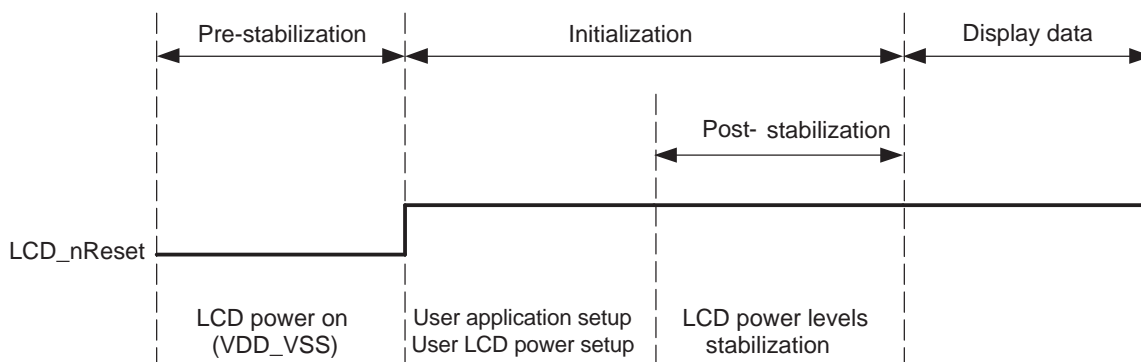 Pre-stabilization
Initialization
Display data
Post- stabilization
LCD_nReset
LCD power on
(VDD_VSS)
User application setup
User LCD power setup
LCD power levels
stabilization